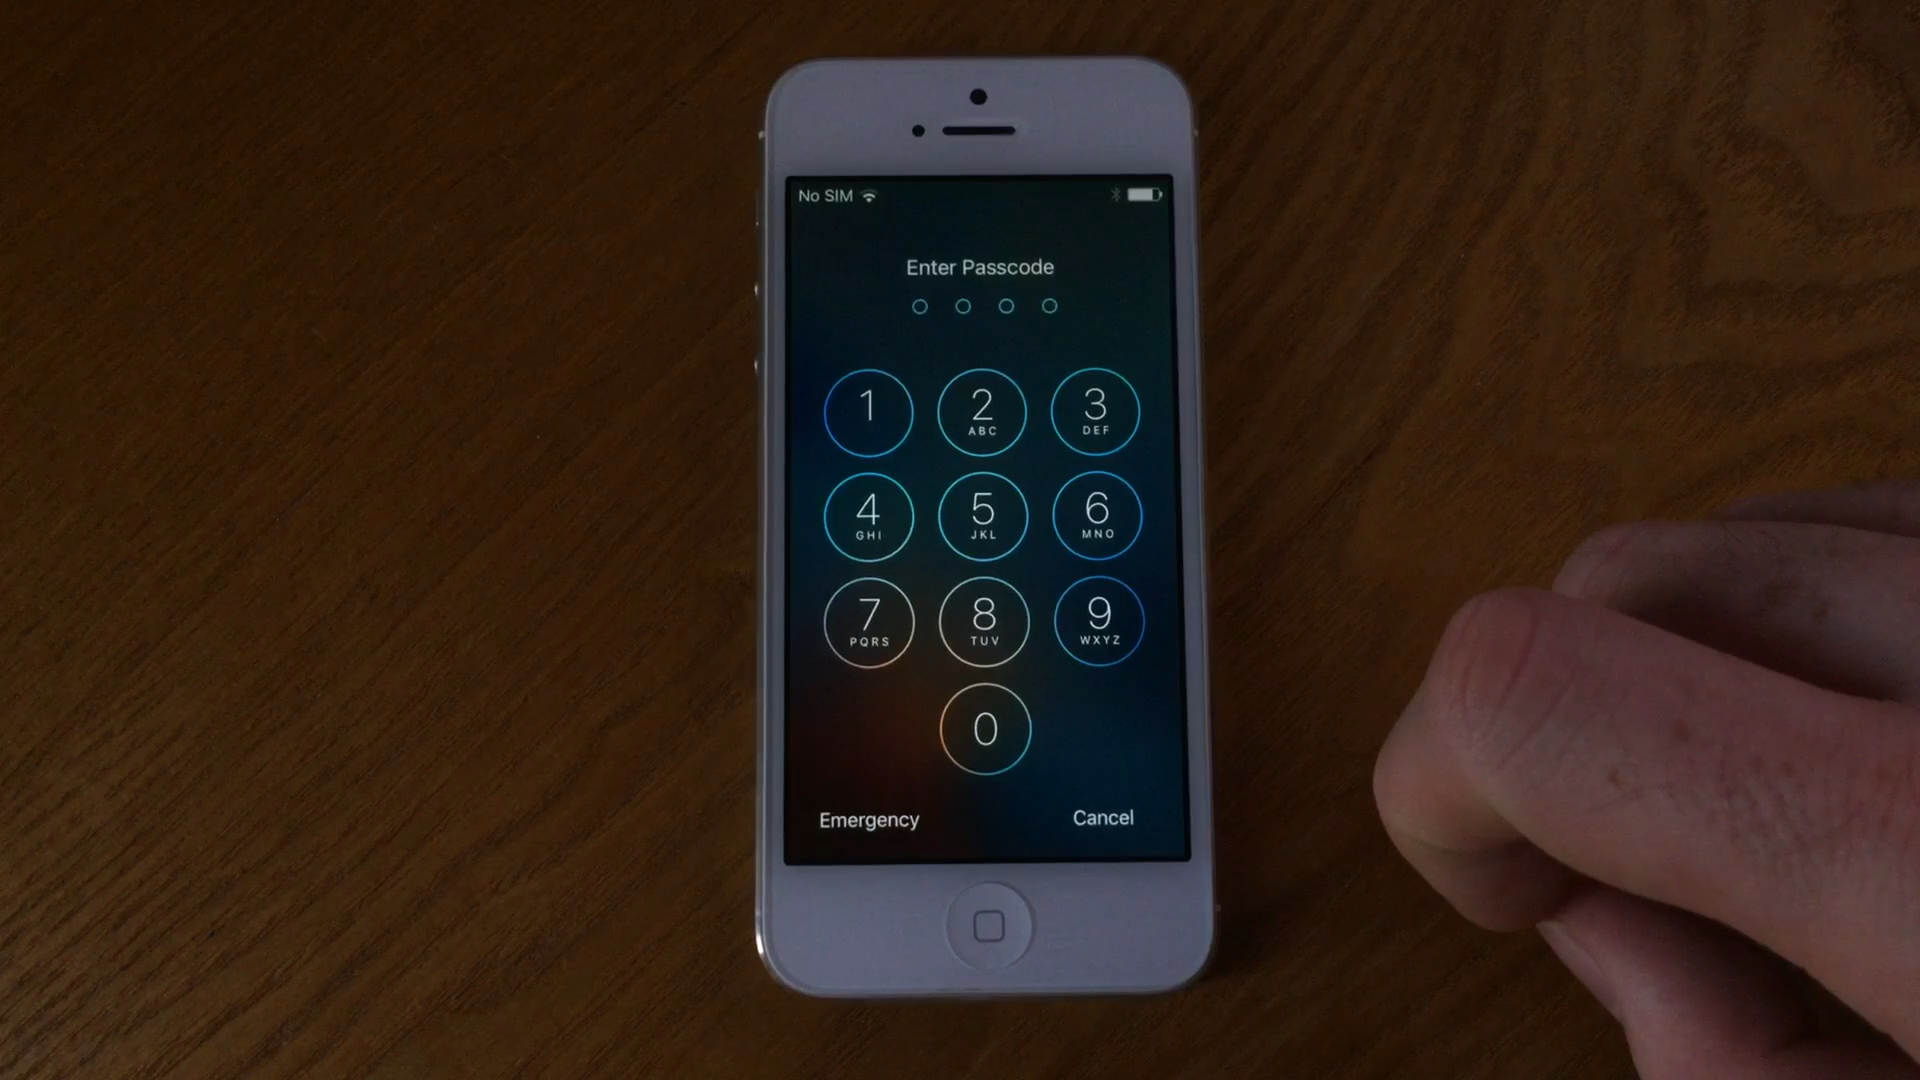 No SIM
Enter Passcode
1 2 3
ABC DEF
4 5 6
GHI JKL MNO
7 8 9
PQRS TUV WXYZ
0
Emergency Cancel